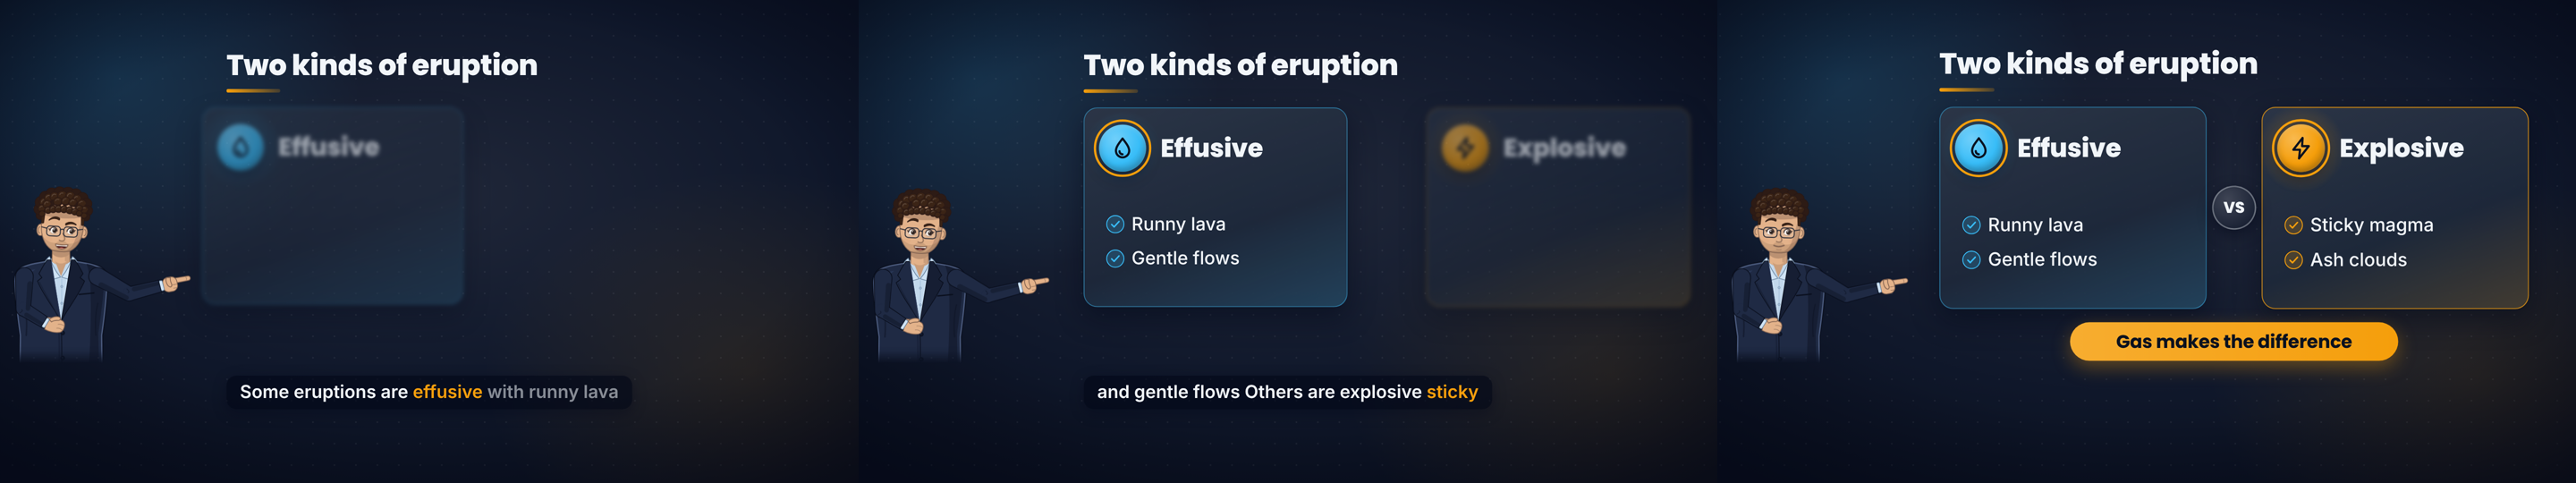 Two kinds of eruption
Effusive
Some eruptions are effusive with runny lava
Two kinds of eruption
Effusive
Runny lava
Gentle flows
Explosive
and gentle flows Others are explosive sticky
Two kinds of eruption
Effusive
Runny lava
Gentle flows
VS
Explosive
Sticky magma
Ash clouds
Gas makes the difference